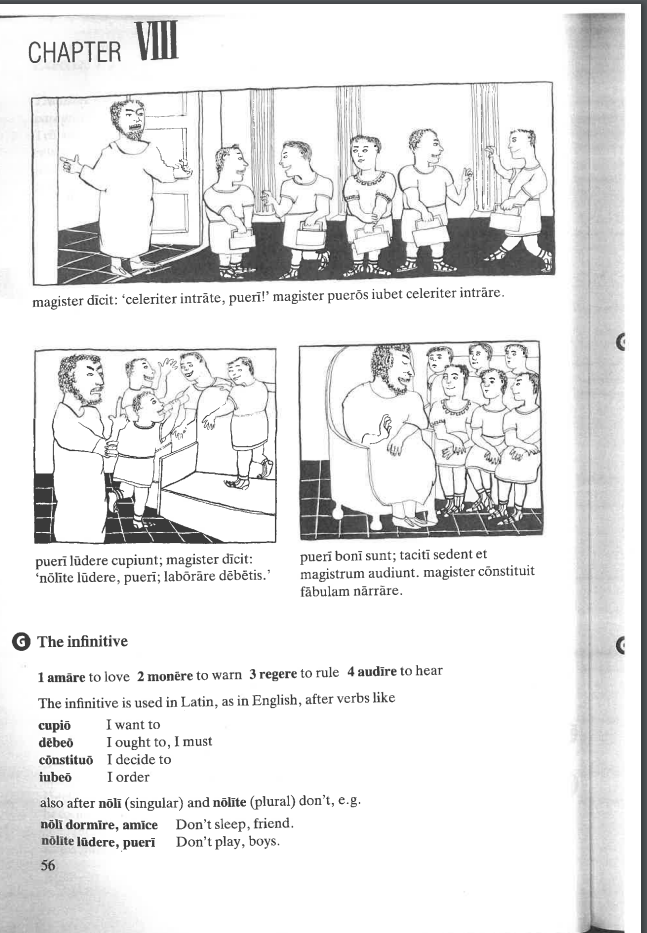 CHAPTER VIII
magister dīcit: ‘celeriter intrāte, puerī!’ magister puerōs iubet celeriter intrāre.
puerī lūdere cupiunt; magister dīcit:
‘nōlīte lūdere, puerī; labōrāre dēbētis.’
puerī bonī sunt; tacitī sedent et
magistrum audiunt. magister cōnstituit
fābulam nārrāre.
G The infinitive
1 amāre to love 2 monēre to warn 3 regere to rule 4 audīre to hear
The infinitive is used in Latin, as in English, after verbs like
cupiō I want to
dēbeō I ought to, I must
cōnstituō I decide to
iubeō I order
also after nōlī (singular) and nōlīte (plural) don't, e.g.
nōlī dormīre, amīce Don't sleep, friend.
nōlīte lūdere, puerī Don't play, boys.
56